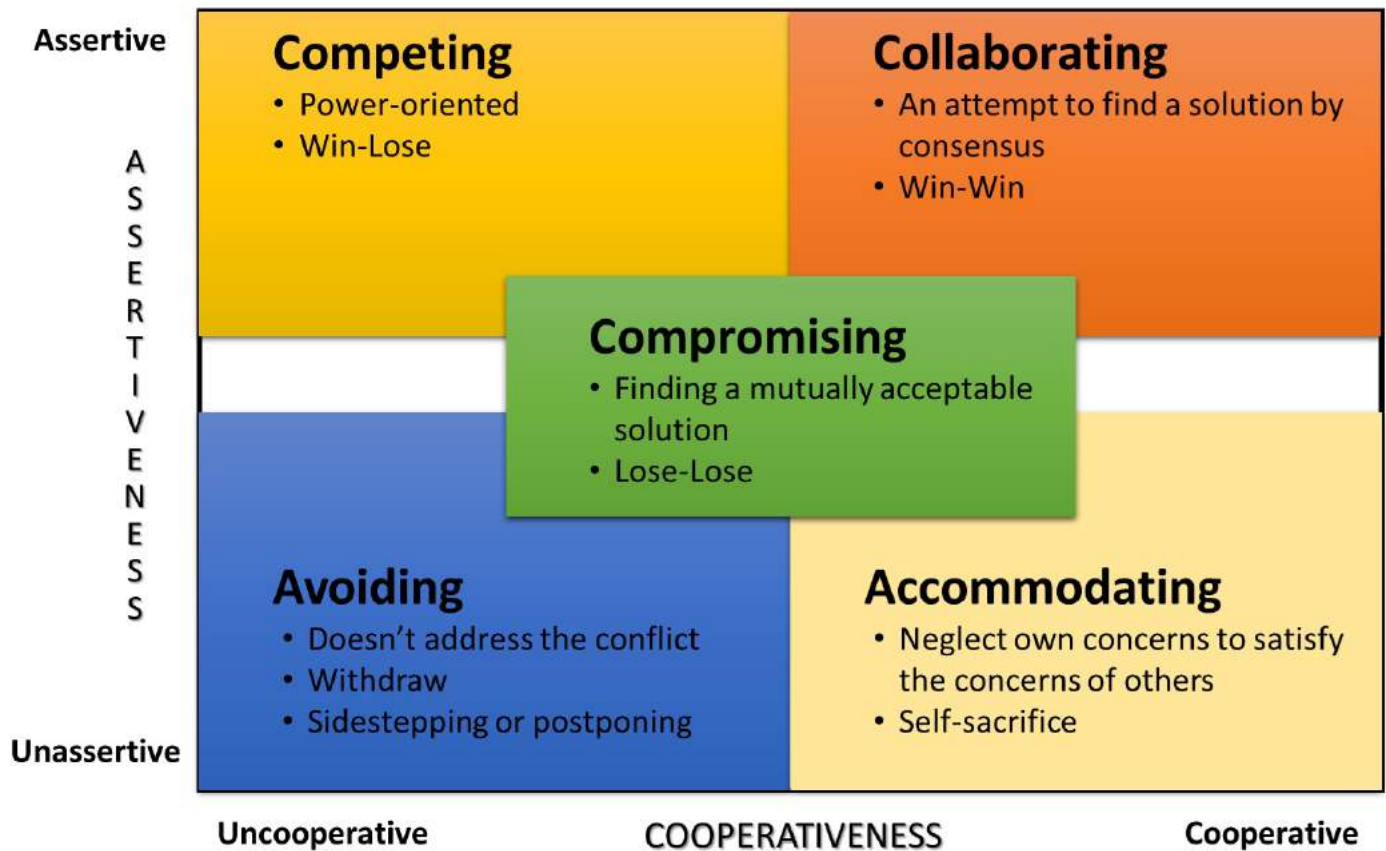 Assertive
ASSERTIVENESS
Unassertive
Competing
• Power-oriented
• Win-Lose
Collaborating
• An attempt to find a solution by
consensus
• Win-Win
Compromising
• Finding a mutually acceptable
solution
• Lose-Lose
Avoiding
• Doesn't address the conflict
• Withdraw
• Sidestepping or postponing
Accommodating
• Neglect own concerns to satisfy
the concerns of others
• Self-sacrifice
Uncooperative
COOPERATIVENESS
Cooperative